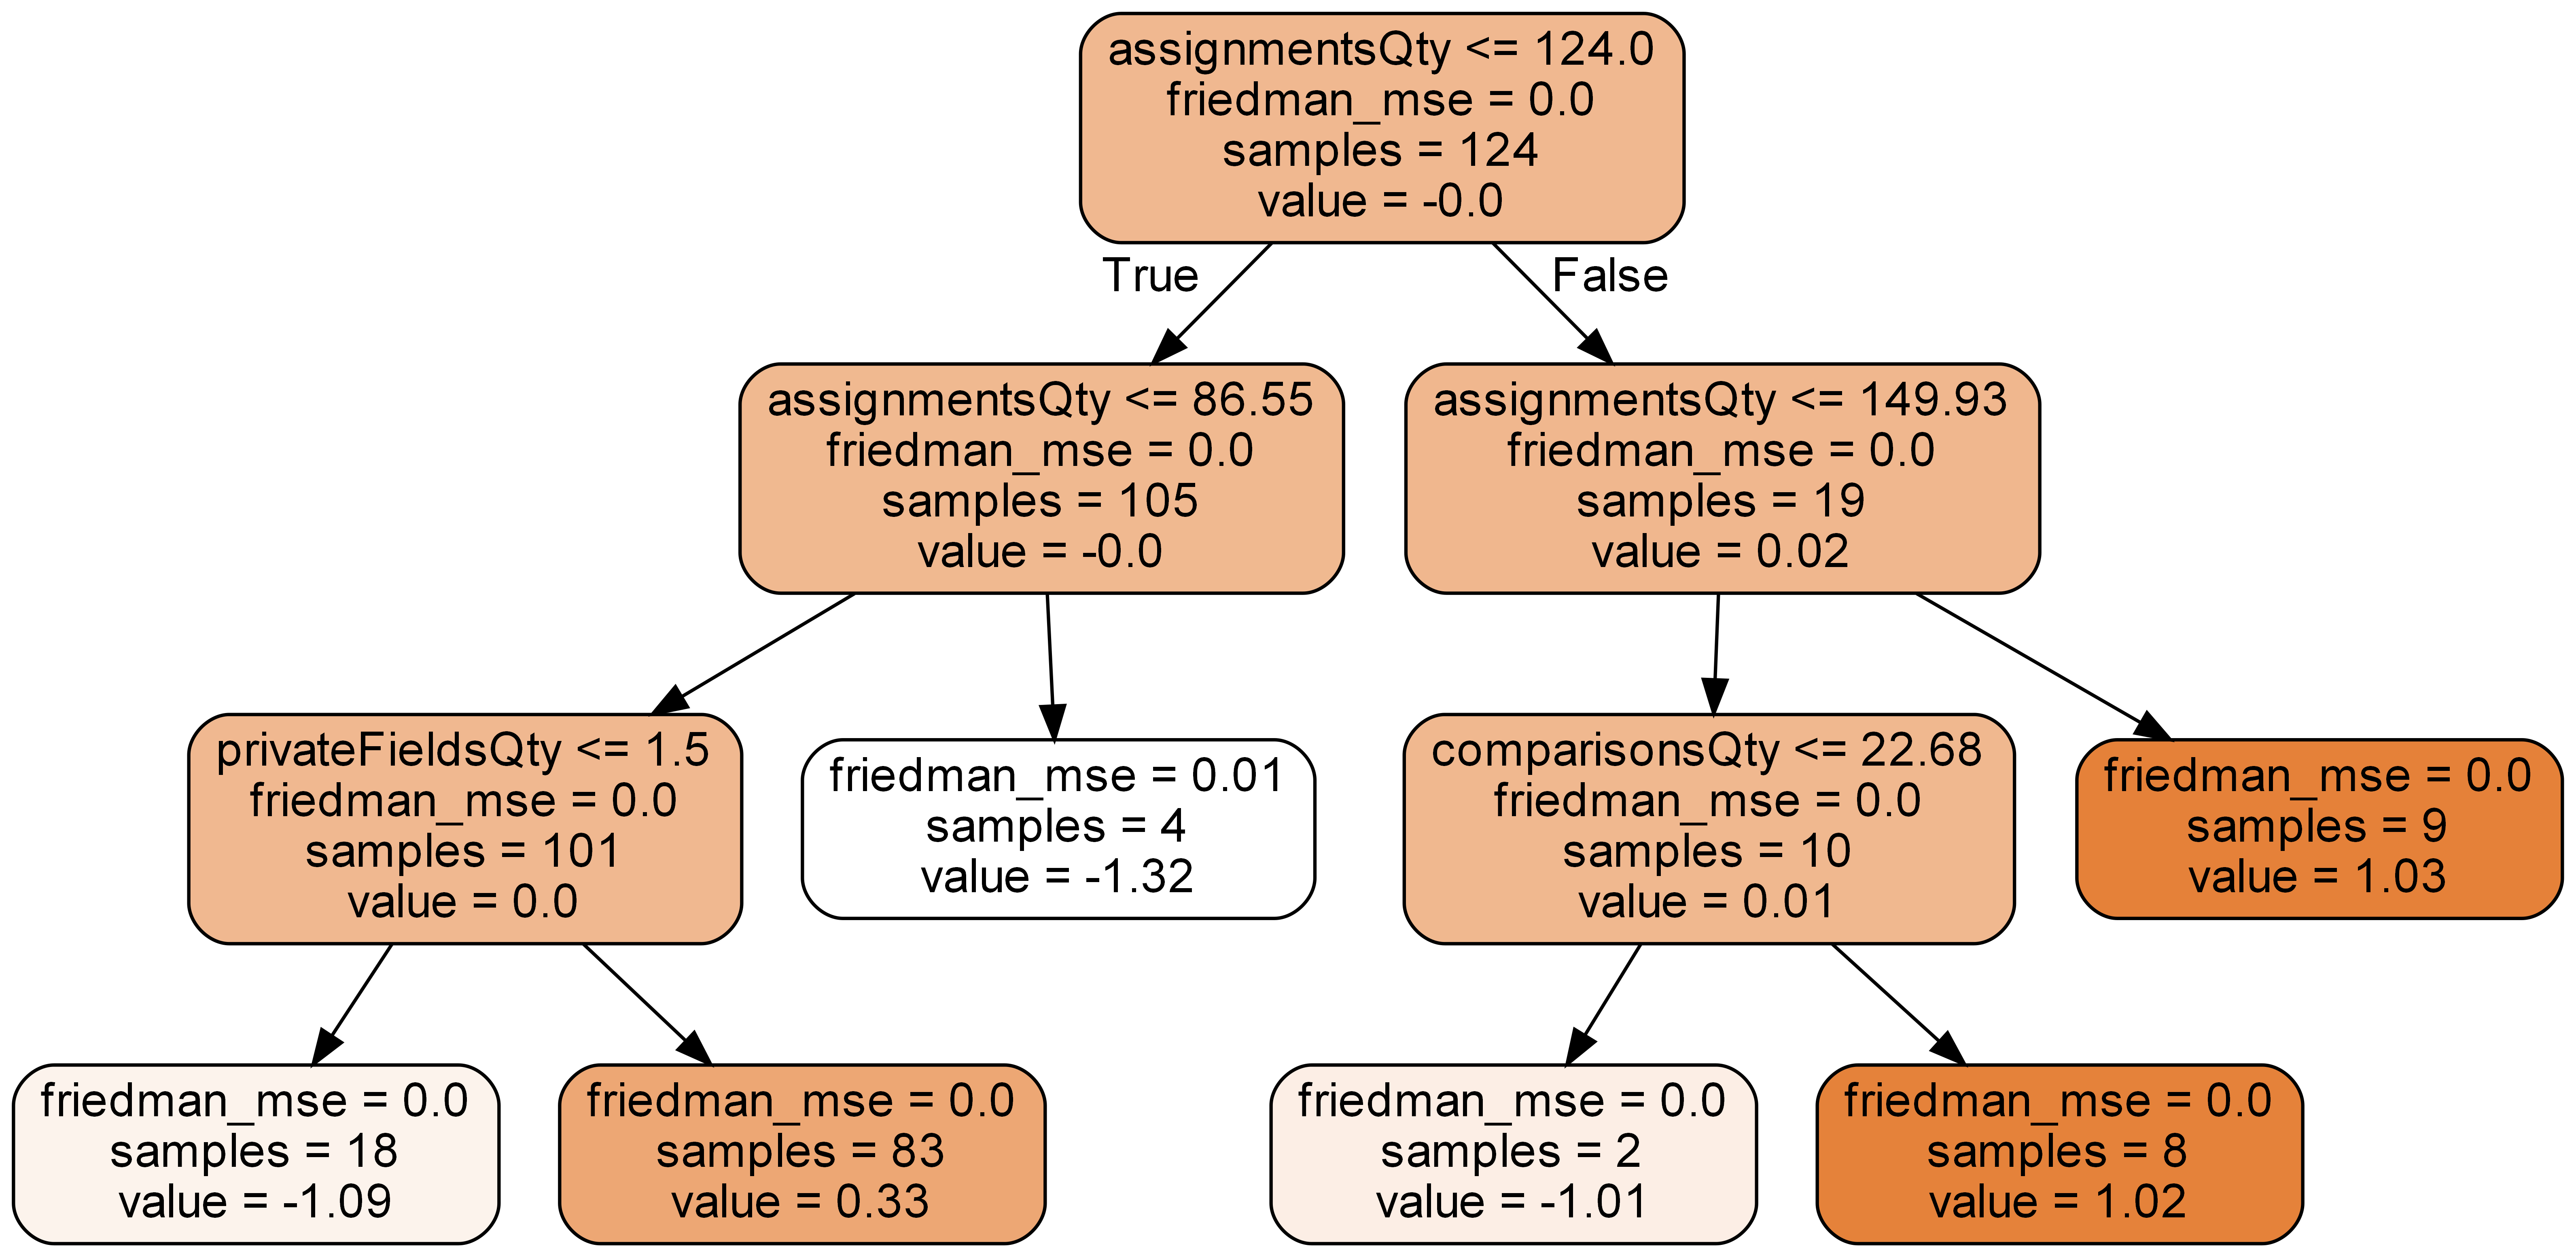 assignmentsQty <= 124.0
friedman_mse = 0.0
samples = 124
value = -0.0
True
False
assignmentsQty <= 86.55
friedman_mse = 0.0
samples = 105
value = -0.0
assignmentsQty <= 149.93
friedman_mse = 0.0
samples = 19
value = 0.02
privateFieldsQty <= 1.5
friedman_mse = 0.0
samples = 101
value = 0.0
friedman_mse = 0.01
samples = 4
value = -1.32
comparisonsQty <= 22.68
friedman_mse = 0.0
samples = 10
value = 0.01
friedman_mse = 0.0
samples = 9
value = 1.03
friedman_mse = 0.0
samples = 18
value = -1.09
friedman_mse = 0.0
samples = 83
value = 0.33
friedman_mse = 0.0
samples = 2
value = -1.01
friedman_mse = 0.0
samples = 8
value = 1.02